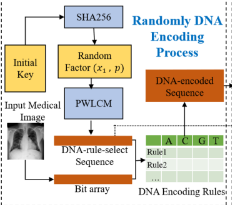 SHA256
Randomly DNA
Encoding
Process
Initial
Key
Random
Factor (x₁ , p)
DNA-encoded
Sequence
Input Medical
Image
PWLCM
DNA-rule-select
Sequence
Bit array
A C G T
Rule1
Rule2
...
DNA Encoding Rules